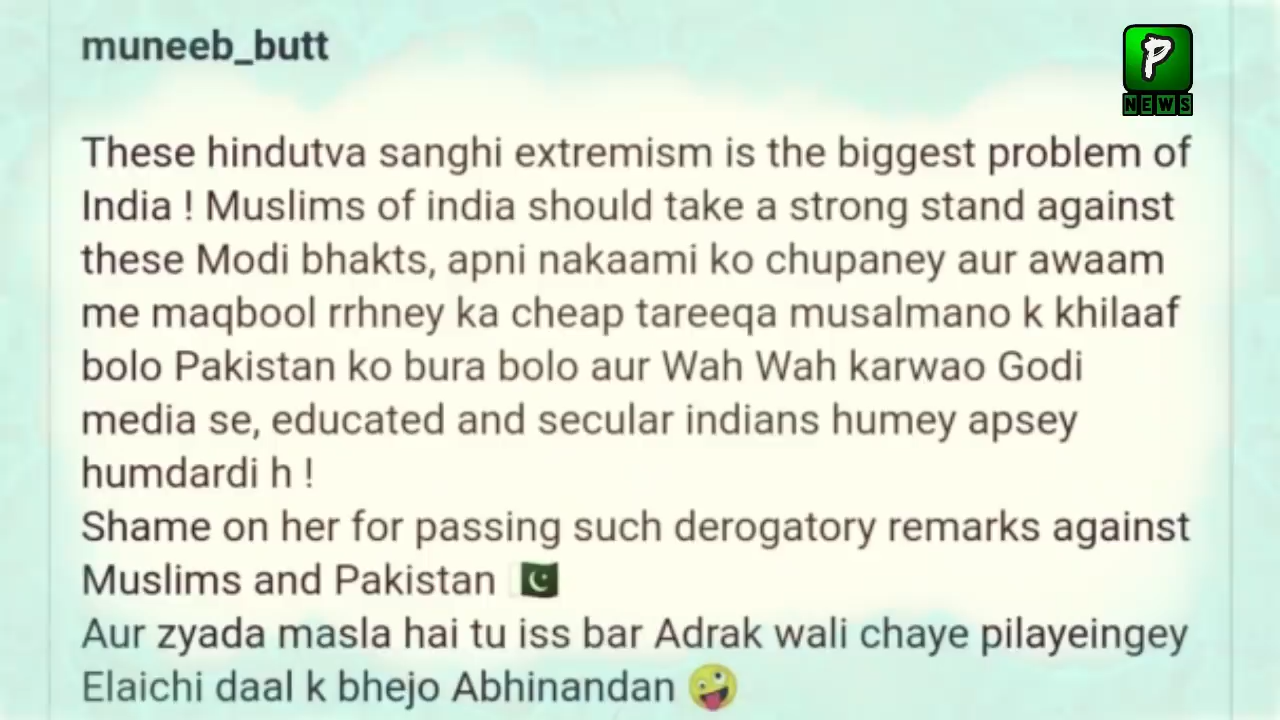 muneeb_butt
P
NEWS
These hindutva sanghi extremism is the biggest problem of
India ! Muslims of india should take a strong stand against
these Modi bhakts, apni nakaami ko chupaney aur awaam
me maqbool rrhney ka cheap tareeqa musalmano k khilaaf
bolo Pakistan ko bura bolo aur Wah Wah karwao Godi
media se, educated and secular indians humey apsey
humdardi h !
Shame on her for passing such derogatory remarks against
Muslims and Pakistan 🇵🇰
Aur zyada masla hai tu iss bar Adrak wali chaye pilayeingey
Elaichi daal k bhejo Abhinandan 🤪